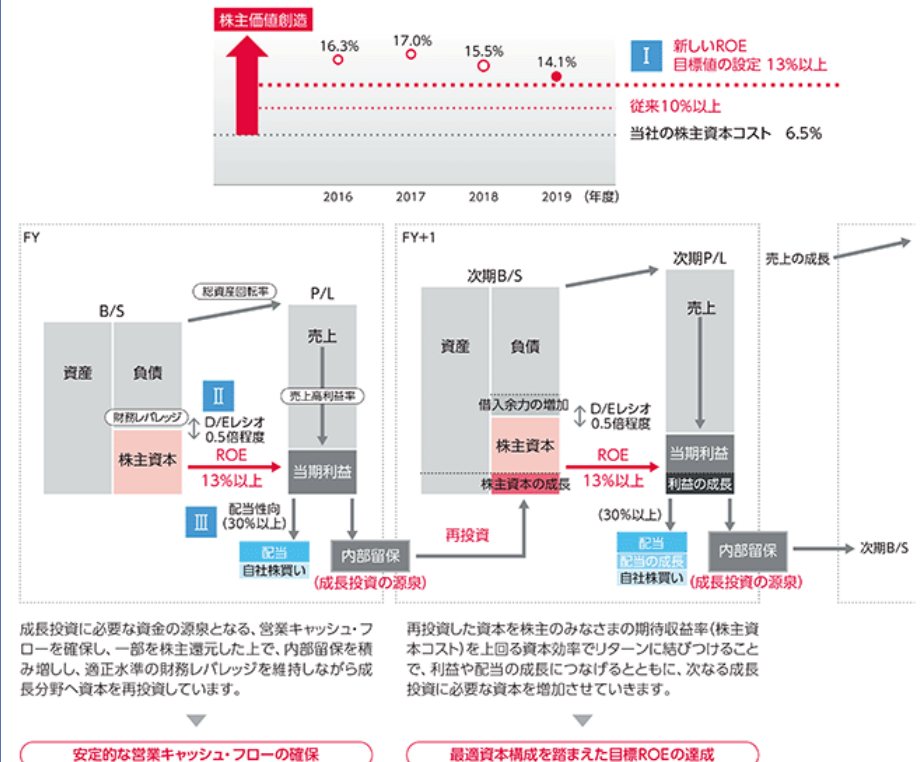 株主価値創造
16.3%
17.0%
15.5%
14.1%
Ⅰ
新しいROE
目標値の設定 13%以上
従来10%以上
当社の株主資本コスト 6.5%
2016
2017
2018
2019
(年度)
FY
B/S
総資産回転率
P/L
資産
負債
売上
Ⅱ
財務レバレッジ
D/Eレシオ
0.5倍程度
売上高利益率
株主資本
ROE
13%以上
当期利益
Ⅲ
配当性向
(30%以上)
配当
自社株買い
内部留保
(成長投資の源泉)
再投資
FY+1
次期B/S
次期P/L
売上の成長
資産
負債
売上
借入余力の増加
D/Eレシオ
0.5倍程度
株主資本
株主資本の成長
ROE
13%以上
当期利益
利益の成長
(30%以上)
配当
配当の成長
自社株買い
内部留保
(成長投資の源泉)
次期B/S
成長投資に必要な資金の源泉となる、営業キャッシュ・フ
ローを確保し、一部を株主還元した上で、内部留保を積
み増しし、適正水準の財務レバレッジを維持しながら成
長分野へ資本を再投資しています。
再投資した資本を株主のみなさまの期待収益率(株主資
本コスト)を上回る資本効率でリターンに結びつけること
で、利益や配当の成長につなげるとともに、次なる成長
投資に必要な資本を増加させていきます。
安定的な営業キャッシュ・フローの確保
最適資本構成を踏まえた目標ROEの達成